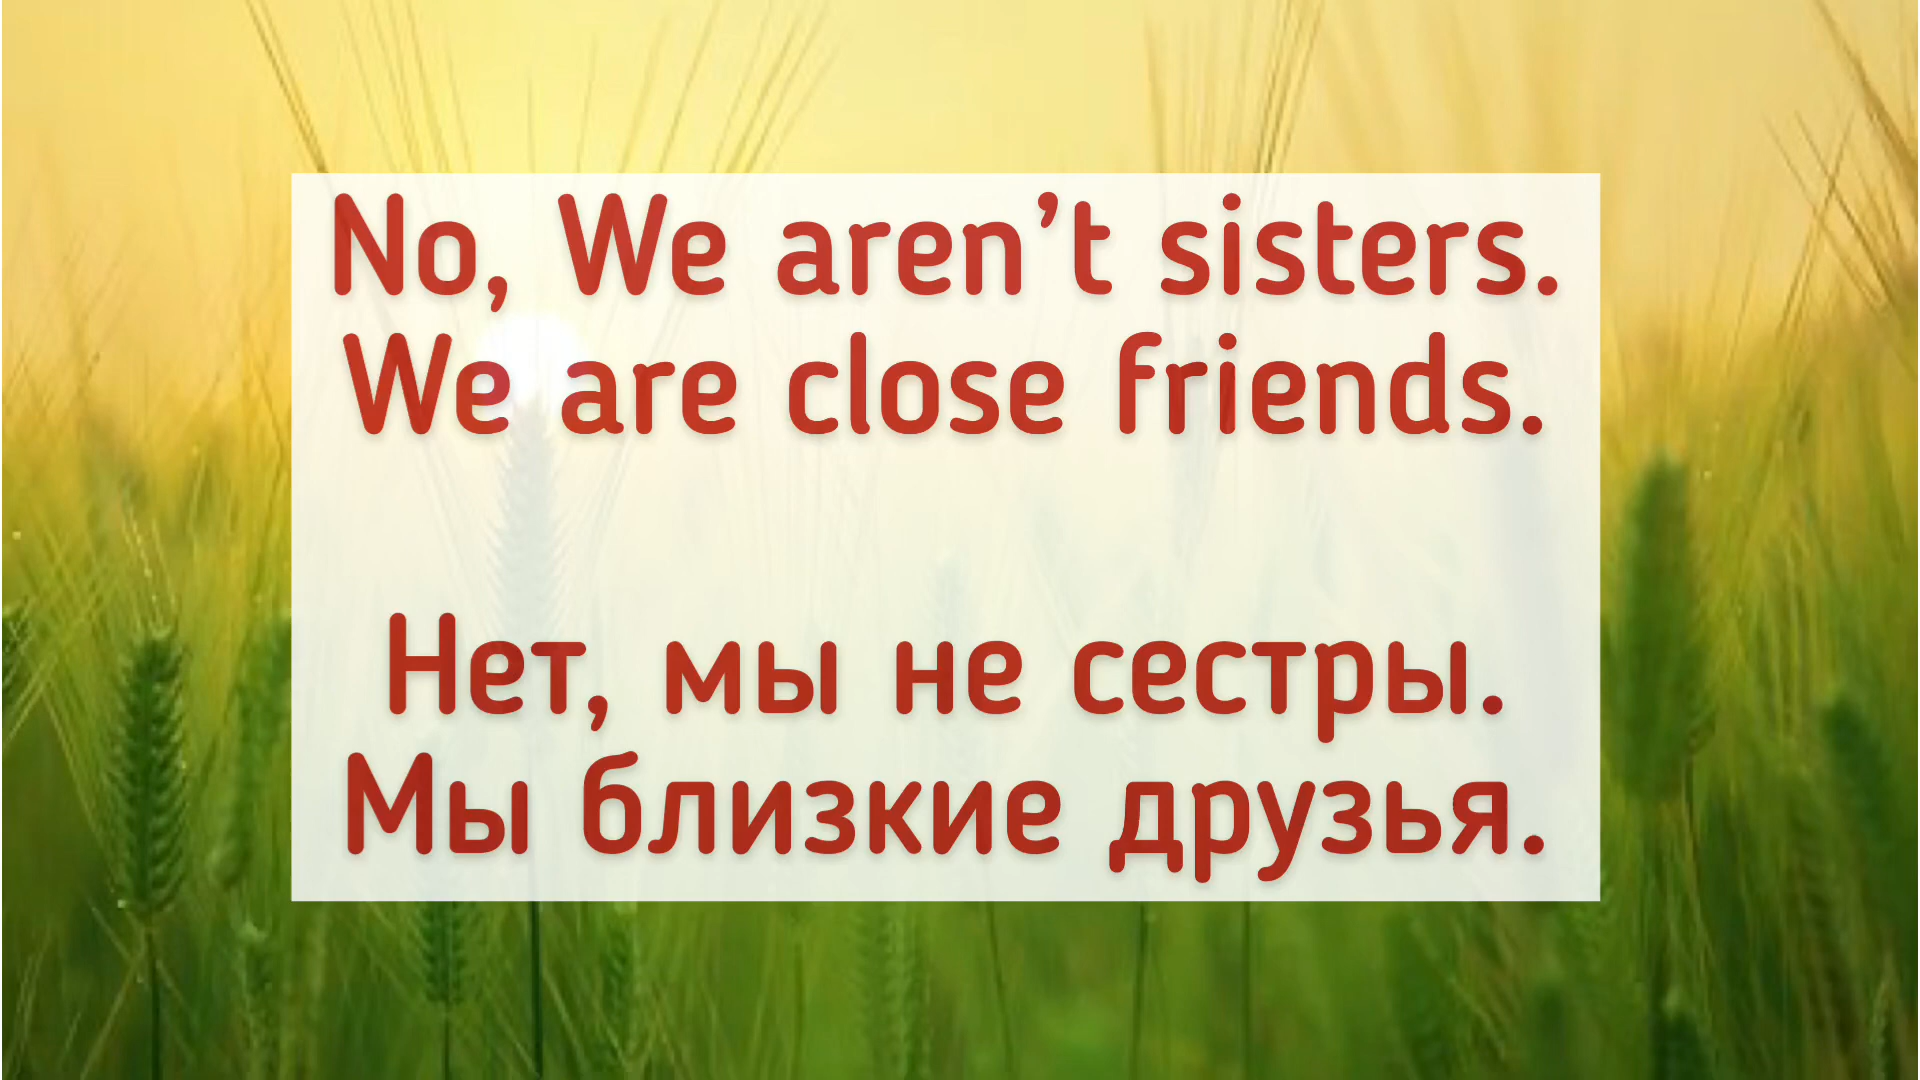 No, We aren’t sisters.
We are close friends.
Нет, мы не сестры.
Мы близкие друзья.